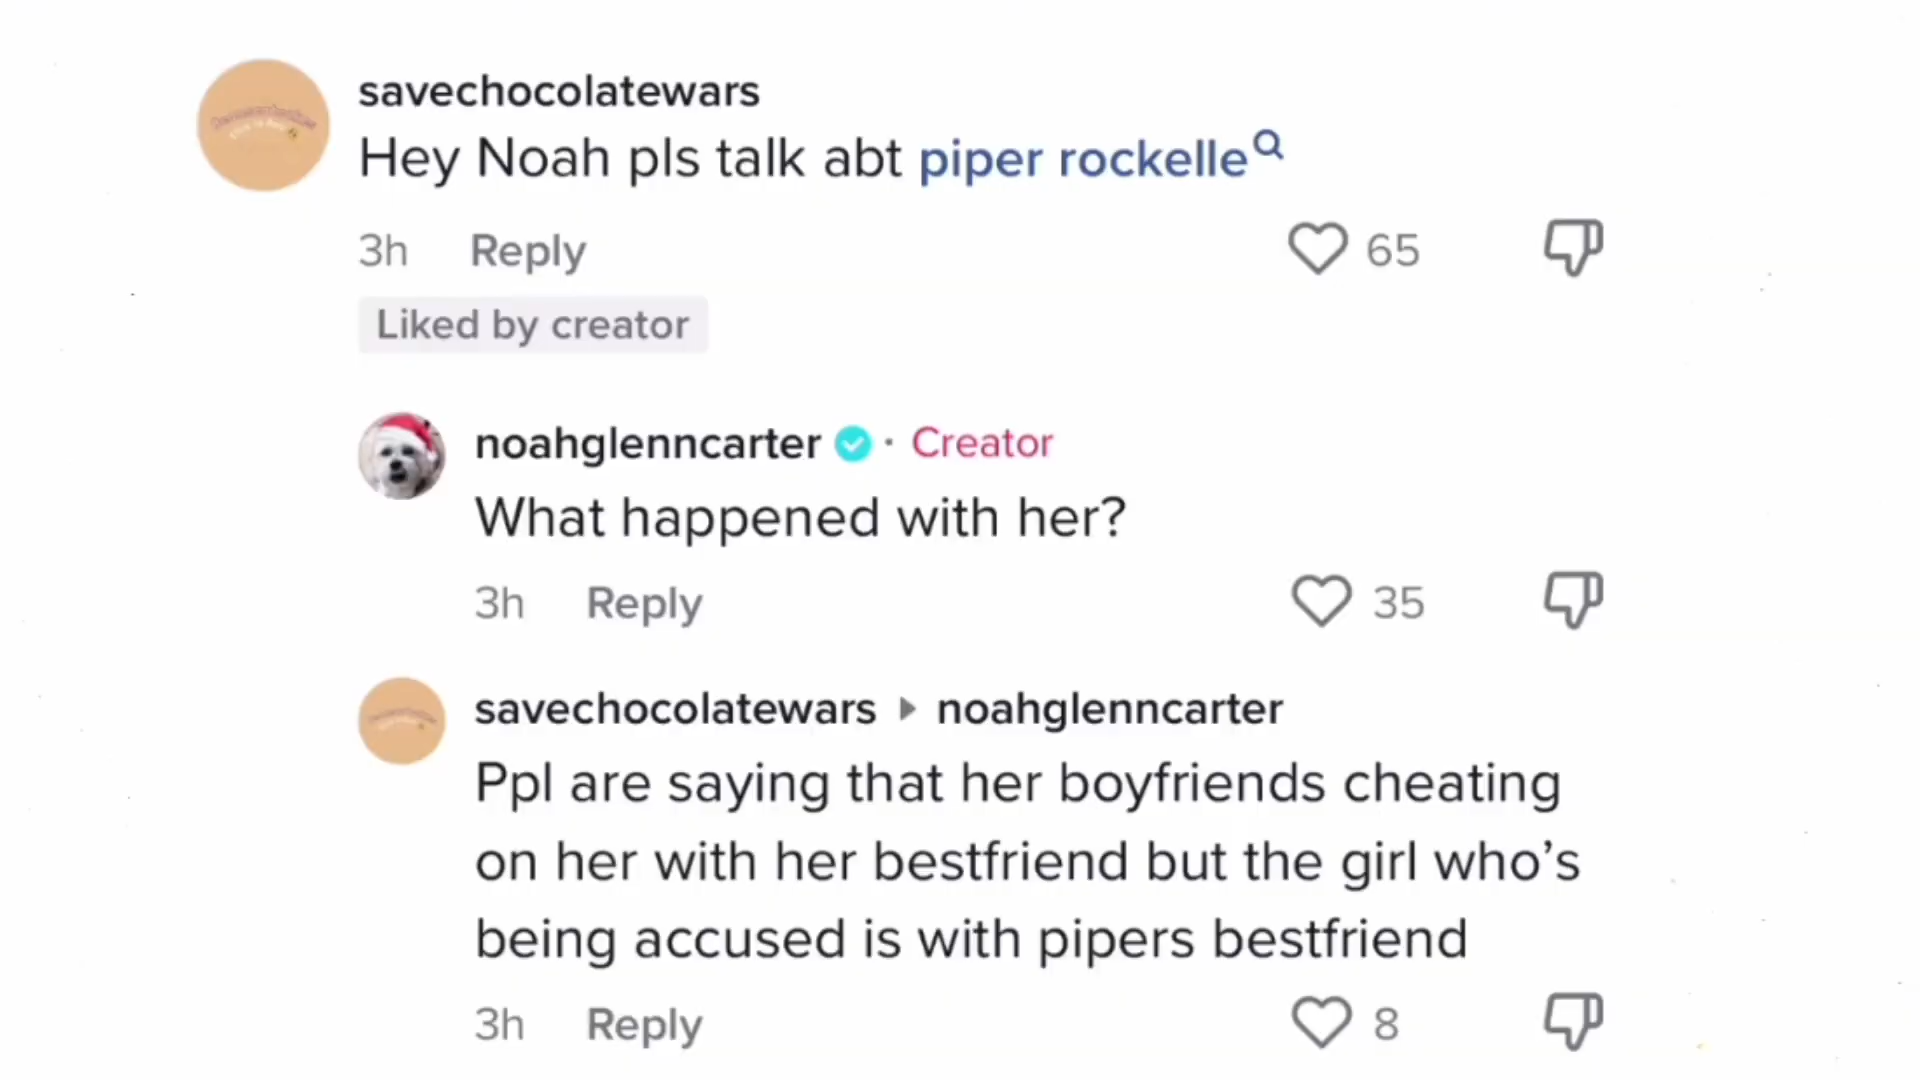 savechocolatewars
Hey Noah pls talk abt piper rockelle
3h Reply 65
Liked by creator
noahglenncarter · Creator
What happened with her?
3h Reply 35
savechocolatewars ▸ noahglenncarter
Ppl are saying that her boyfriends cheating
on her with her bestfriend but the girl who’s
being accused is with pipers bestfriend
3h Reply 8